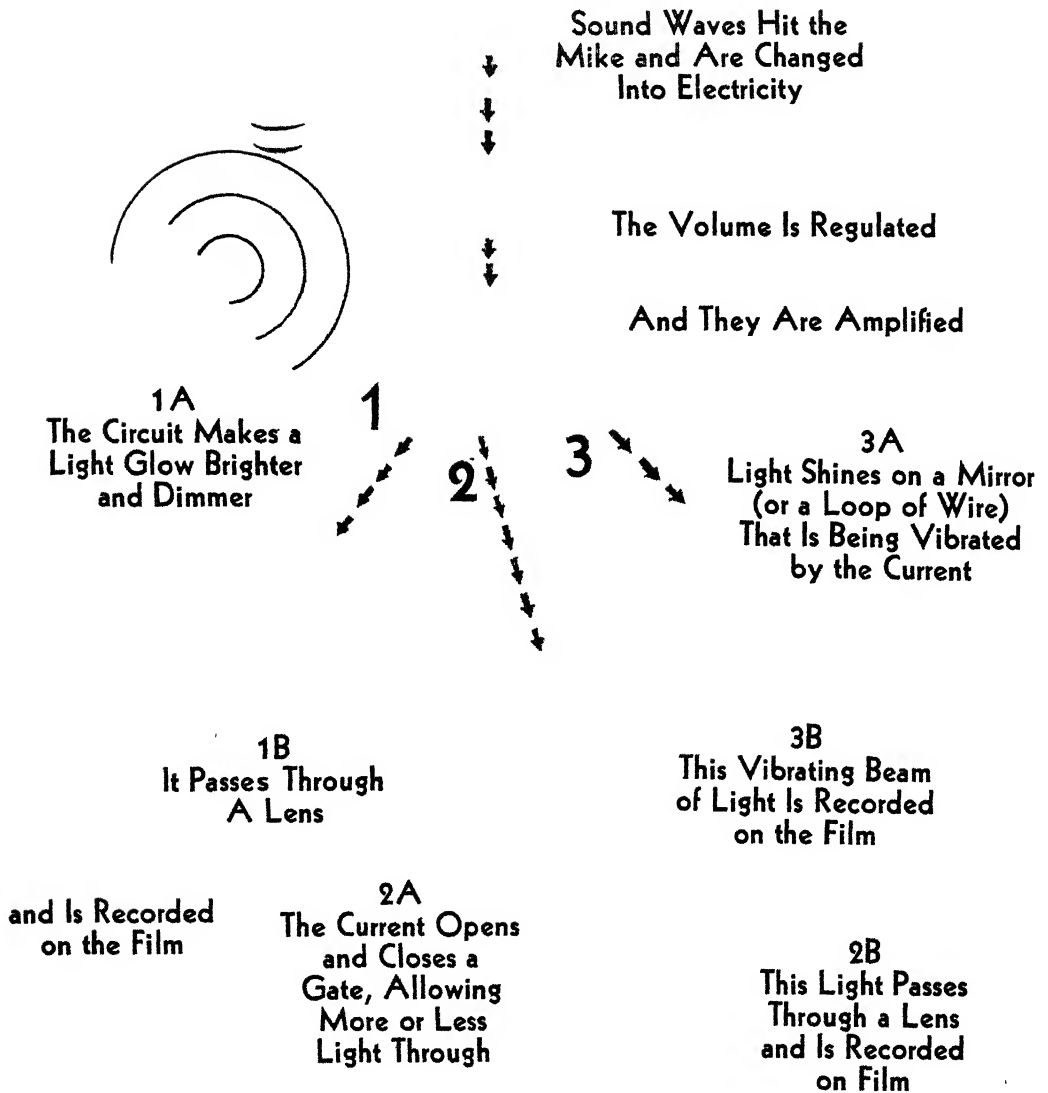 Sound Waves Hit the
Mike and Are Changed
Into Electricity
The Volume Is Regulated
And They Are Amplified
1
1A
The Circuit Makes a
Light Glow Brighter
and Dimmer
2
3
3A
Light Shines on a Mirror
(or a Loop of Wire)
That Is Being Vibrated
by the Current
1B
It Passes Through
A Lens
and Is Recorded
on the Film
2A
The Current Opens
and Closes a
Gate, Allowing
More or Less
Light Through
3B
This Vibrating Beam
of Light Is Recorded
on the Film
2B
This Light Passes
Through a Lens
and Is Recorded
on Film